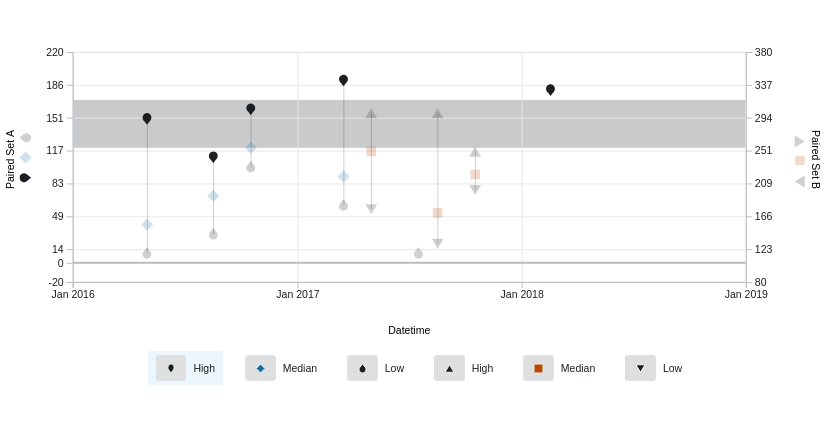 220
186
151
117
83
49
14
0
-20
380
337
294
251
209
166
123
80
Paired Set A
Paired Set B
Jan 2016
Jan 2017
Jan 2018
Jan 2019
Datetime
High
Median
Low
High
Median
Low